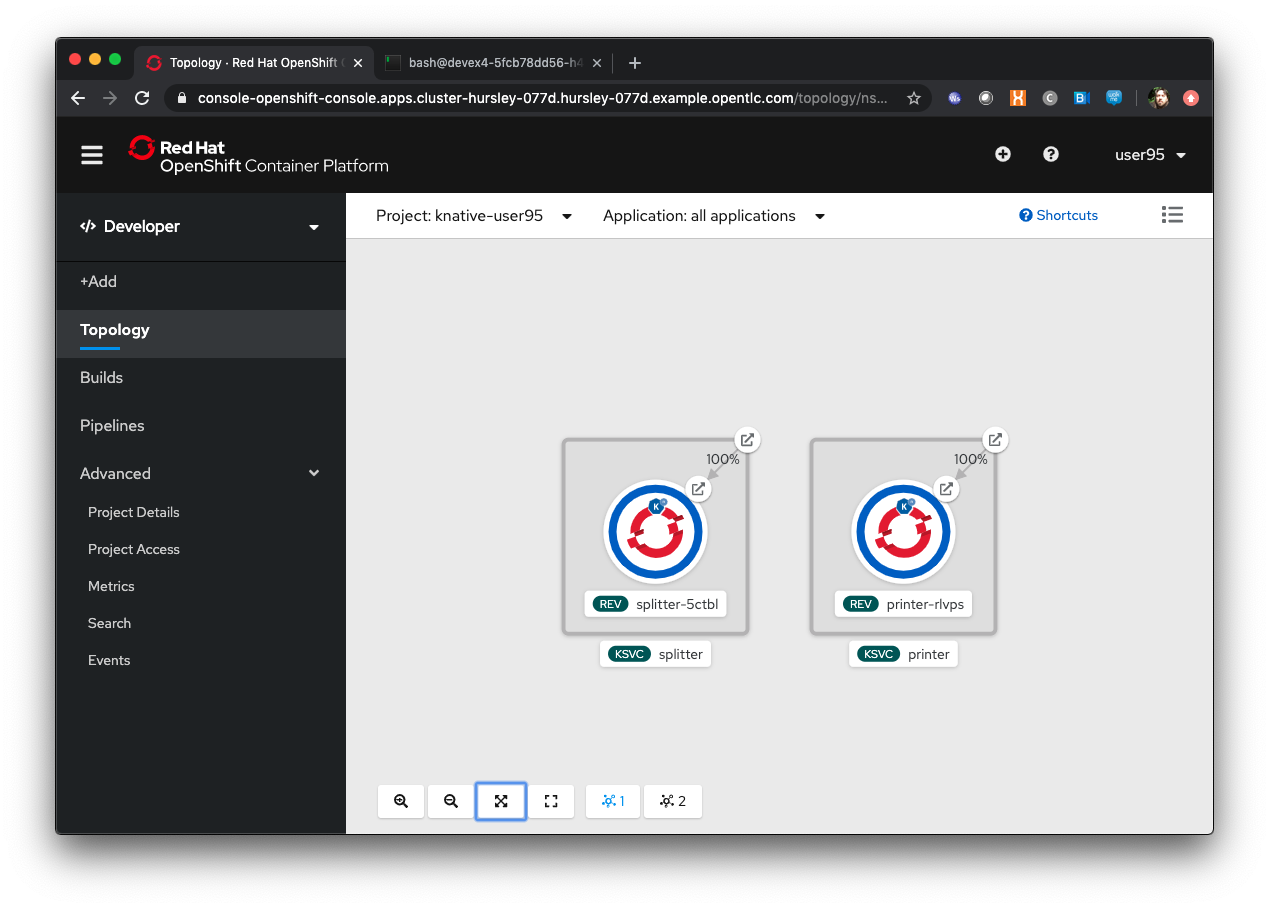 Topology · Red Hat OpenShift C
bash@devex4-5fcb78dd56-h4
console-openshift-console.apps.cluster-hursley-077d.hursley-077d.example.opentlc.com/topology/ns...
Red Hat
OpenShift Container Platform
user95
</> Developer
Project: knative-user95
Application: all applications
Shortcuts
+Add
Topology
Builds
Pipelines
Advanced
Project Details
Project Access
Metrics
Search
Events
100%
100%
K
K
REV splitter-5ctbl
REV printer-rlvps
KSVC splitter
KSVC printer
1
2